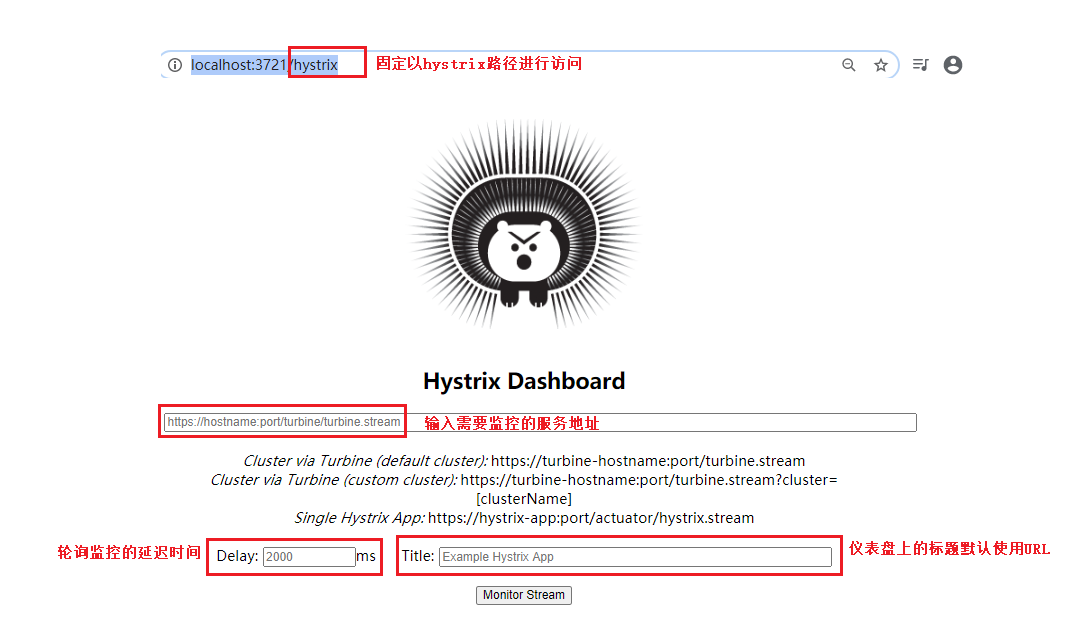 localhost:3721/hystrix 固定以hystrix路径进行访问
Hystrix Dashboard
https://hostname:port/turbine/turbine.stream 输入需要监控的服务地址
Cluster via Turbine (default cluster): https://turbine-hostname:port/turbine.stream
Cluster via Turbine (custom cluster): https://turbine-hostname:port/turbine.stream?cluster=
[clusterName]
Single Hystrix App: https://hystrix-app:port/actuator/hystrix.stream
轮询监控的延迟时间 Delay: 2000 ms Title: Example Hystrix App 仪表盘上的标题默认使用URL
Monitor Stream